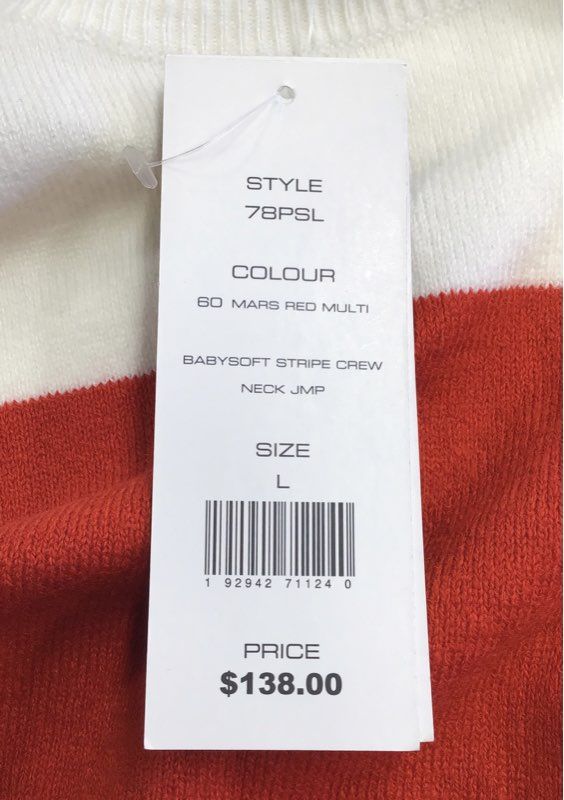 STYLE
78PSL
COLOUR
60 MARS RED MULTI
BABYSOFT STRIPE CREW
NECK JMP
SIZE
L
1 92942 71124 0
PRICE
$138.00